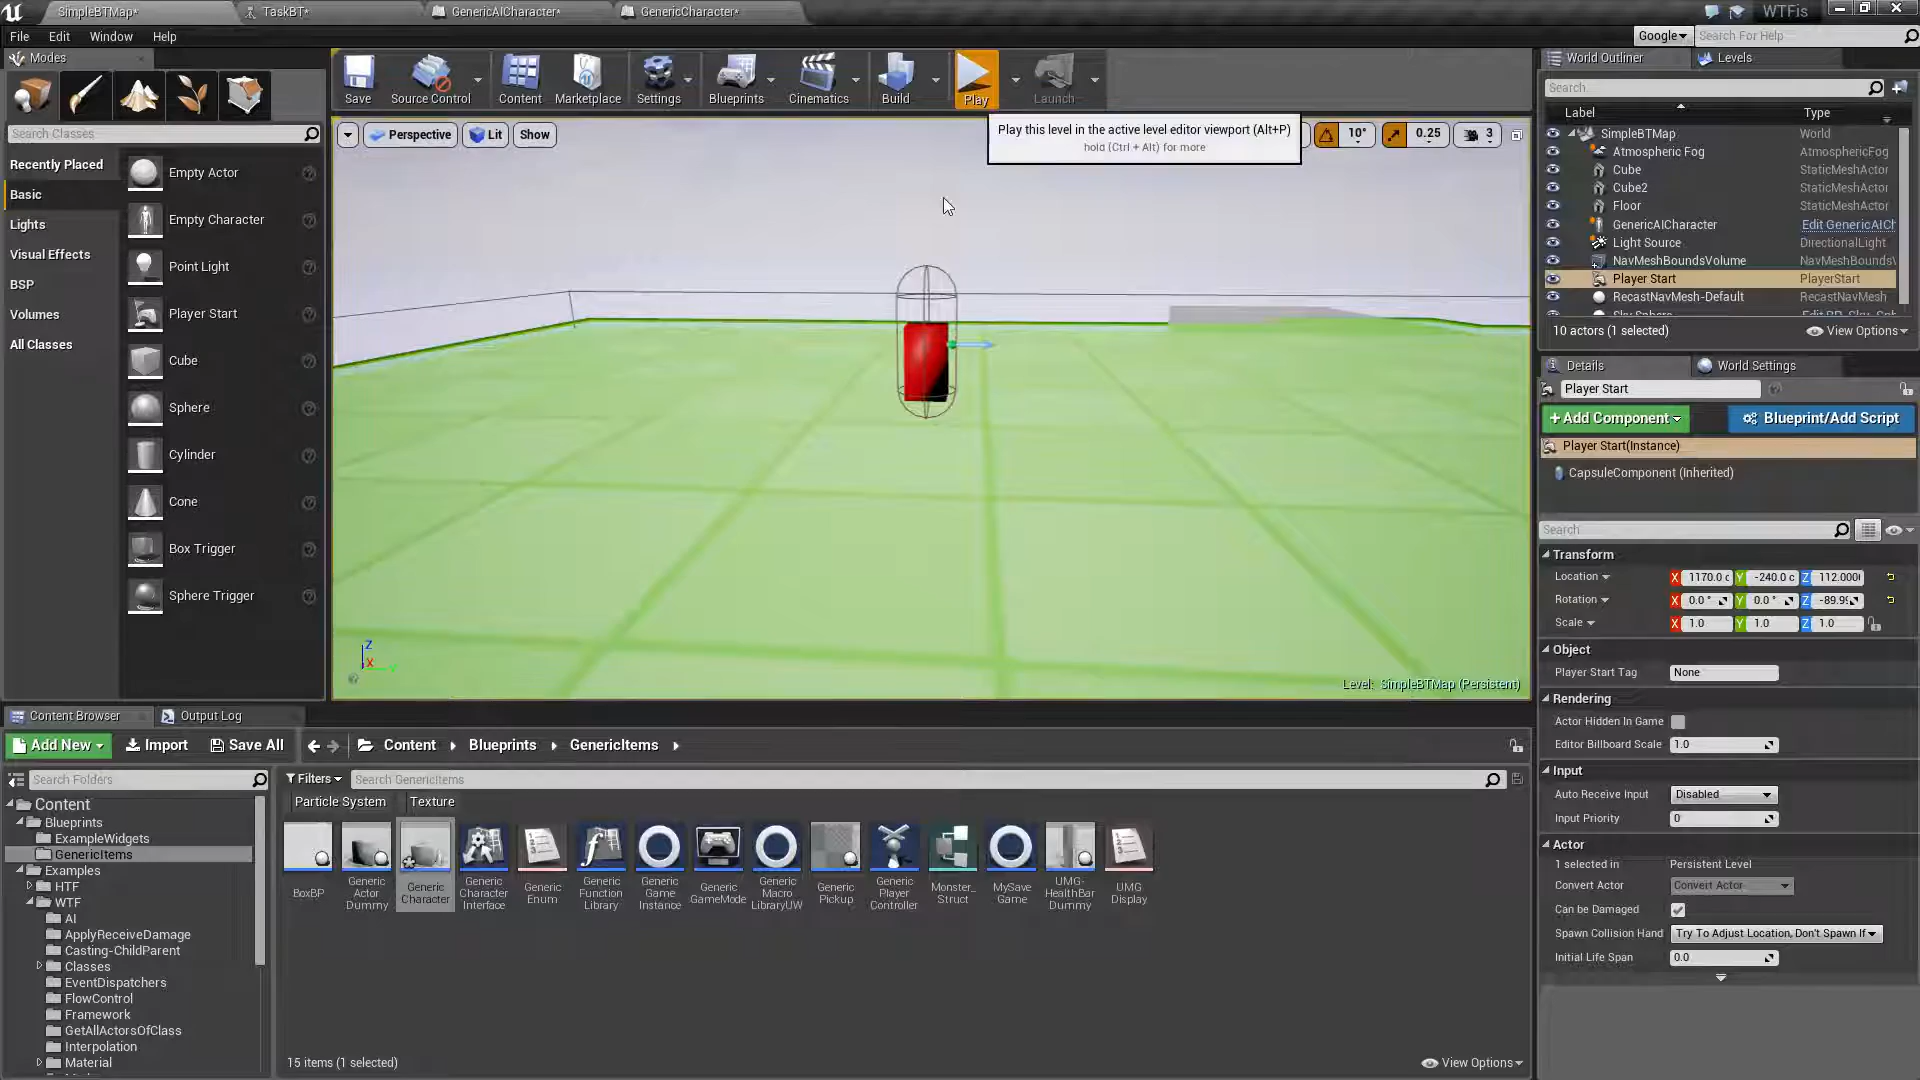 SimpleBTMap*
TaskBT*
GenericAICharacter*
GenericCharacter*
WTFis
File
Edit
Window
Help
Google
Search For Help
Modes
Save
Source Control
Content
Marketplace
Settings
Blueprints
Cinematics
Build
Play
Launch
World Outliner
Levels
Search...
Label
Type
SimpleBTMap
World
Atmospheric Fog
AtmosphericFog
Cube
StaticMeshActor
Cube2
StaticMeshActor
Floor
StaticMeshActor
GenericAICharacter
Edit GenericAICh
Light Source
DirectionalLight
NavMeshBoundsVolume
NavMeshBoundsV
Player Start
PlayerStart
RecastNavMesh-Default
RecastNavMesh
10 actors (1 selected)
View Options
Search Classes
Recently Placed
Basic
Lights
Visual Effects
BSP
Volumes
All Classes
Empty Actor
Empty Character
Point Light
Player Start
Cube
Sphere
Cylinder
Cone
Box Trigger
Sphere Trigger
Perspective
Lit
Show
Play this level in the active level editor viewport (Alt+P)
hold (Ctrl + Alt) for more
10°
0.25
3
Z
X
Y
Level: SimpleBTMap (Persistent)
Details
World Settings
Player Start
+Add Component
Blueprint/Add Script
Player Start(Instance)
CapsuleComponent (Inherited)
Search
Transform
Location
X 1170.0 c Y -240.0 c Z 112.000
Rotation
X 0.0 ° Y 0.0 ° Z -89.99
Scale
X 1.0 Y 1.0 Z 1.0
Object
Player Start Tag
None
Rendering
Actor Hidden In Game
Editor Billboard Scale
1.0
Input
Auto Receive Input
Disabled
Input Priority
0
Actor
1 selected in
Persistent Level
Convert Actor
Convert Actor
Can be Damaged
Spawn Collision Hand
Try To Adjust Location, Don't Spawn If
Initial Life Span
0.0
Content Browser
Output Log
Add New
Import
Save All
Content
Blueprints
GenericItems
Search Folders
Filters
Search GenericItems
Particle System
Texture
Content
Blueprints
ExampleWidgets
GenericItems
Examples
HTF
WTF
AI
ApplyReceiveDamage
Casting-ChildParent
Classes
EventDispatchers
FlowControl
Framework
GetAllActorsOfClass
Interpolation
Material
BoxBP
Generic
Actor
Dummy
Generic
Character
Generic
Character
Interface
Generic
Enum
Generic
Function
Library
Generic
Game
Instance
Generic
GameMode
Generic
Macro
LibraryUW
Generic
Pickup
Generic
Player
Controller
Monster_
Struct
MySave
Game
UMG-
HealthBar
Dummy
UMG
Display
15 items (1 selected)
View Options